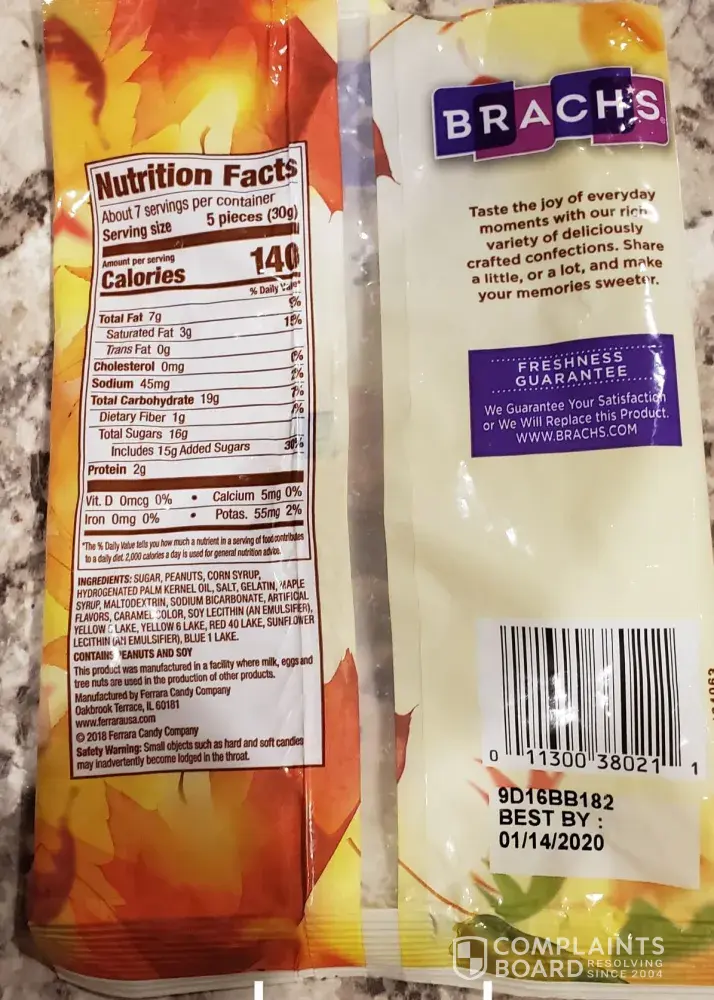 Nutrition Facts
About 7 servings per container
Serving size 5 pieces (30g)
Amount per serving
Calories 140
% Daily
Total Fat 7g
Saturated Fat 3g
Trans Fat 0g
Cholesterol 0mg
Sodium 45mg
Total Carbohydrate 19g
Dietary Fiber 1g
Total Sugars 16g
Includes 15g Added Sugars
Protein 2g
Vit. D 0mcg 0% • Calcium 5mg 0%
Iron 0mg 0% • Potas. 55mg 2%
*The % Daily Value tells you how much a nutrient in a serving of food contributes
to a daily diet. 2,000 calories a day is used for general nutrition advice.
INGREDIENTS: SUGAR, PEANUTS, CORN SYRUP,
HYDROGENATED PALM KERNEL OIL, SALT, GELATIN, MAPLE
SYRUP, MALTODEXTRIN, SODIUM BICARBONATE, ARTIFICIAL
FLAVORS, CARAMEL COLOR, SOY LECITHIN (AN EMULSIFER),
YELLOW LAKE, YELLOW 6 LAKE, RED 40 LAKE, SUNFLOWER
LECITHIN (AN EMULSIFIER), BLUE 1 LAKE.
CONTAINS PEANUTS AND SOY
This product was manufactured in a facility where milk, eggs and
tree nuts are used in the production of other products.
Manufactured by Ferrara Candy Company
Oakbrook Terrace, IL 60181
www.ferrarausa.com
© 2018 Ferrara Candy Company
Safety Warning: Small objects such as hard and soft candies
may inadvertently become lodged in the throat.
BRACH'S
Taste the joy of everyday
moments with our rich
variety of deliciously
crafted confections. Share
a little, or a lot, and make
your memories sweeter.
FRESHNESS
GUARANTEE
We Guarantee Your Satisfaction
or We Will Replace this Product.
WWW.BRACHS.COM
0 11300 38021 1
9D16BB182
BEST BY :
01/14/2020
COMPLAINTS
BOARD RESOLVING
SINCE 2004